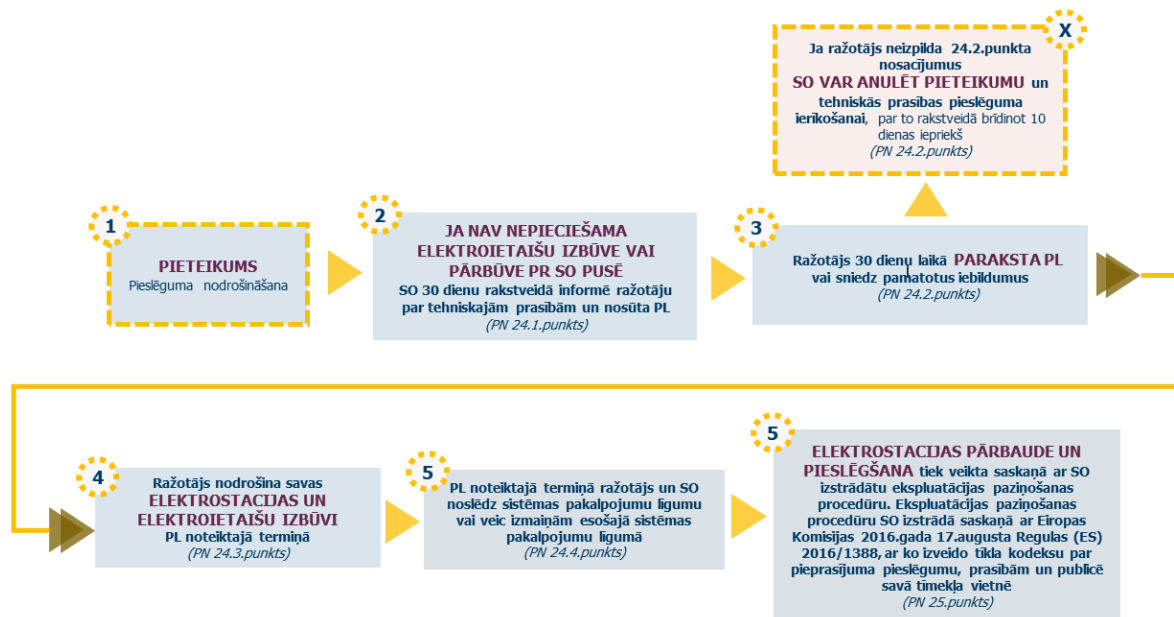 1
PIETEIKUMS
Pieslēguma nodrošināšana
2
JA NAV NEPIECIEŠAMA
ELEKTROIETAIŠU IZBŪVE VAI
PĀRBŪVE PR SO PUSĒ
SO 30 dienu rakstveidā informē ražotāju
par tehniskajām prasībām un nosūta PL
(PN 24.1.punkts)
3
Ražotājs 30 dienu laikā PARAKSTA PL
vai sniedz pamatotus iebildumus
(PN 24.2.punkts)
X
Ja ražotājs neizpilda 24.2.punkta
nosacījumus
SO VAR ANULĒT PIETEIKUMU un
tehniskās prasības pieslēguma
ierīkošanai, par to rakstveidā brīdinot 10
dienas iepriekš
(PN 24.2.punkts)
4
Ražotājs nodrošina savas
ELEKTROSTACIJAS UN
ELEKTROIETAIŠU IZBŪVI
PL noteiktajā termiņā
(PN 24.3.punkts)
5
PL noteiktajā termiņā ražotājs un SO
noslēdz sistēmas pakalpojumu līgumu
vai veic izmaiņām esošajā sistēmas
pakalpojumu līgumā
(PN 24.4.punkts)
5
ELEKTROSTACIJAS PĀRBAUDE UN
PIESLĒGŠANA tiek veikta saskaņā ar SO
izstrādātu ekspluatācijas paziņošanas
procedūru. Ekspluatācijas paziņošanas
procedūru SO izstrādā saskaņā ar Eiropas
Komisijas 2016.gada 17.augusta Regulas (ES)
2016/1388, ar ko izveido tīkla kodeksu par
pieprasījuma pieslēgumu, prasībām un publicē
savā tīmekļa vietnē
(PN 25.punkts)